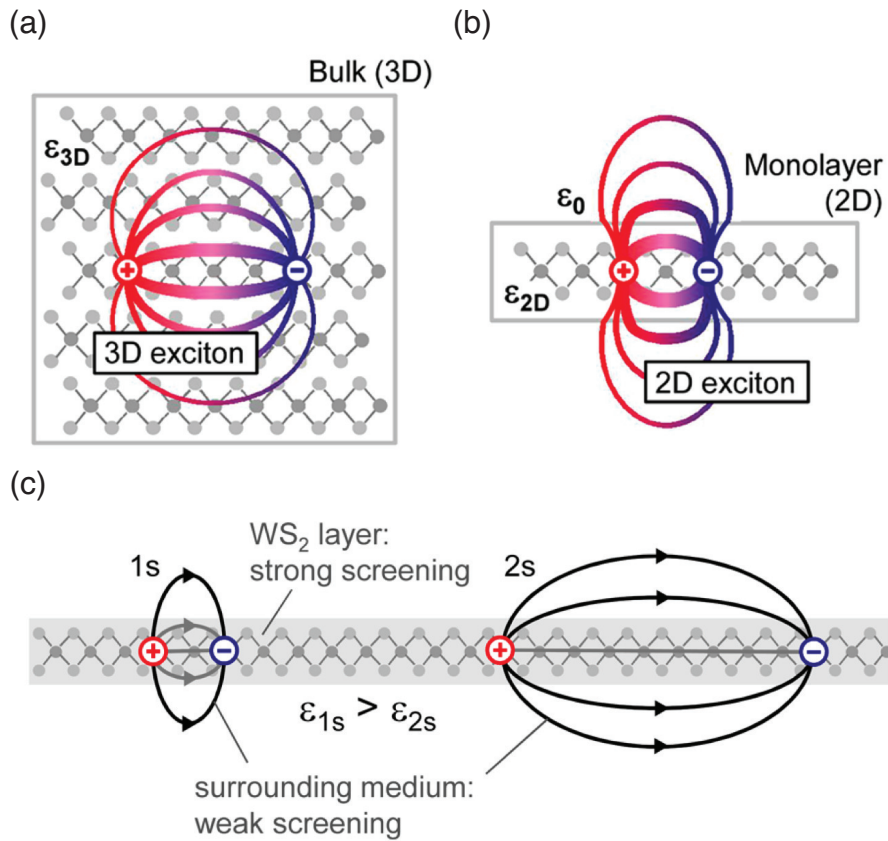 (a)
Bulk (3D)
ε3D
+
−
3D exciton
(b)
Monolayer
(2D)
ε0
ε2D
+
−
2D exciton
(c)
WS2 layer:
strong screening
1s
2s
+
−
+
−
ε1s > ε2s
surrounding medium:
weak screening